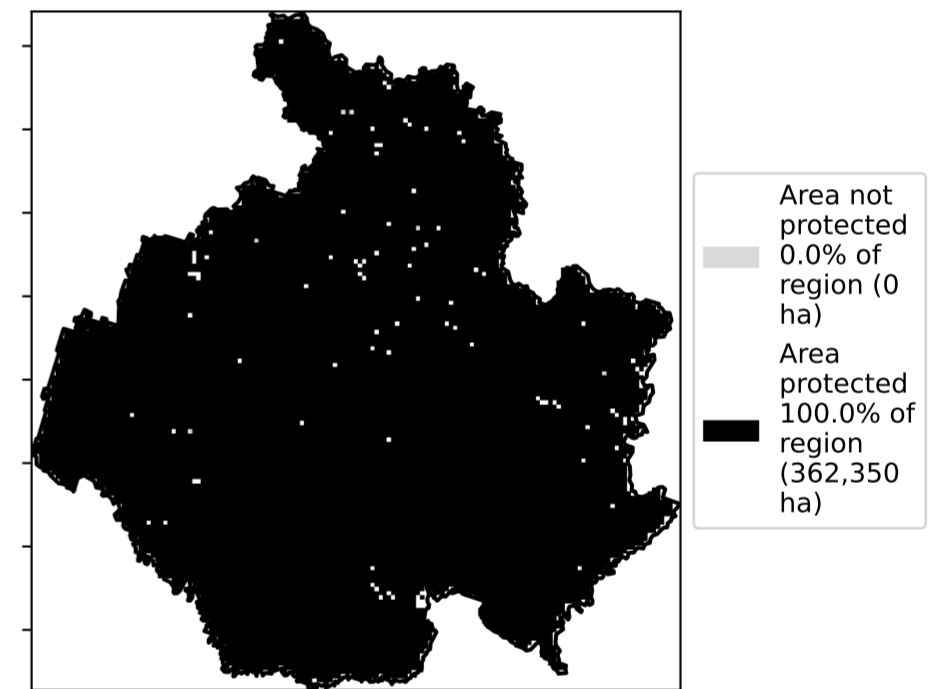 Area not
protected
0.0% of
region (0
ha)
Area
protected
100.0% of
region
(362,350
ha)